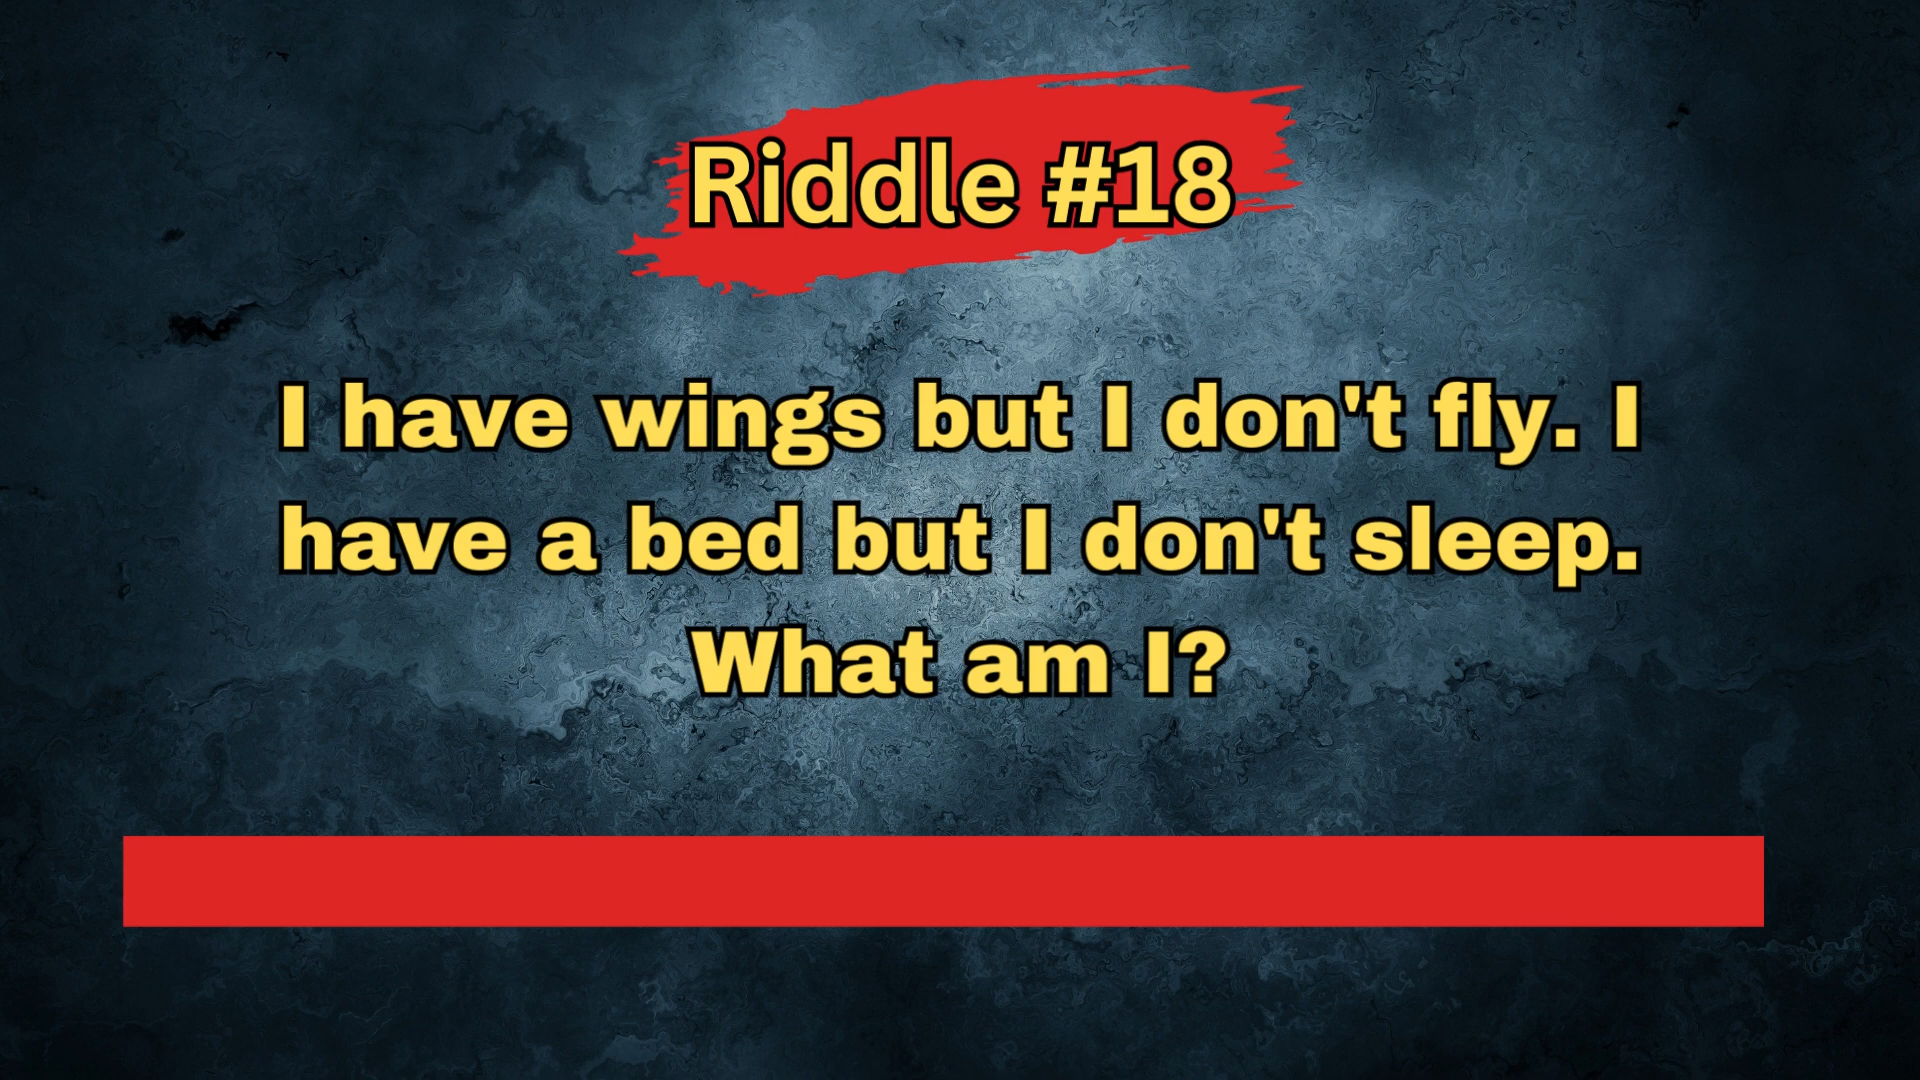 Riddle #18
I have wings but I don't fly. I
have a bed but I don't sleep.
What am I?